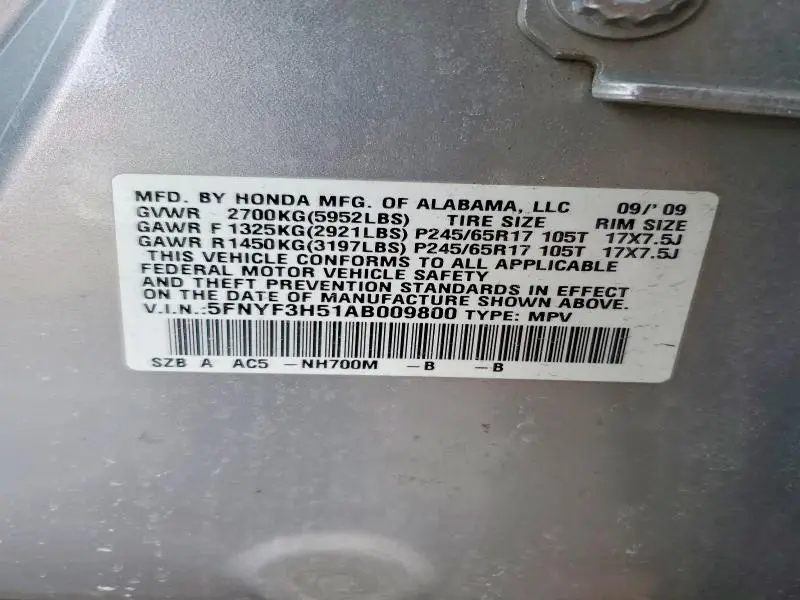 MFD. BY HONDA MFG. OF ALABAMA, LLC 09/'09
GVWR 2700KG(5952LBS) TIRE SIZE RIM SIZE
GAWR F 1325KG(2921LBS) P245/65R17 105T 17X7.5J
GAWR R 1450KG(3197LBS) P245/65R17 105T 17X7.5J
THIS VEHICLE CONFORMS TO ALL APPLICABLE
FEDERAL MOTOR VEHICLE SAFETY
AND THEFT PREVENTION STANDARDS IN EFFECT
ON THE DATE OF MANUFACTURE SHOWN ABOVE.
V.I.N.:5FNYF3H51AB009800 TYPE: MPV
SZB A AC5 -NH700M -B -B